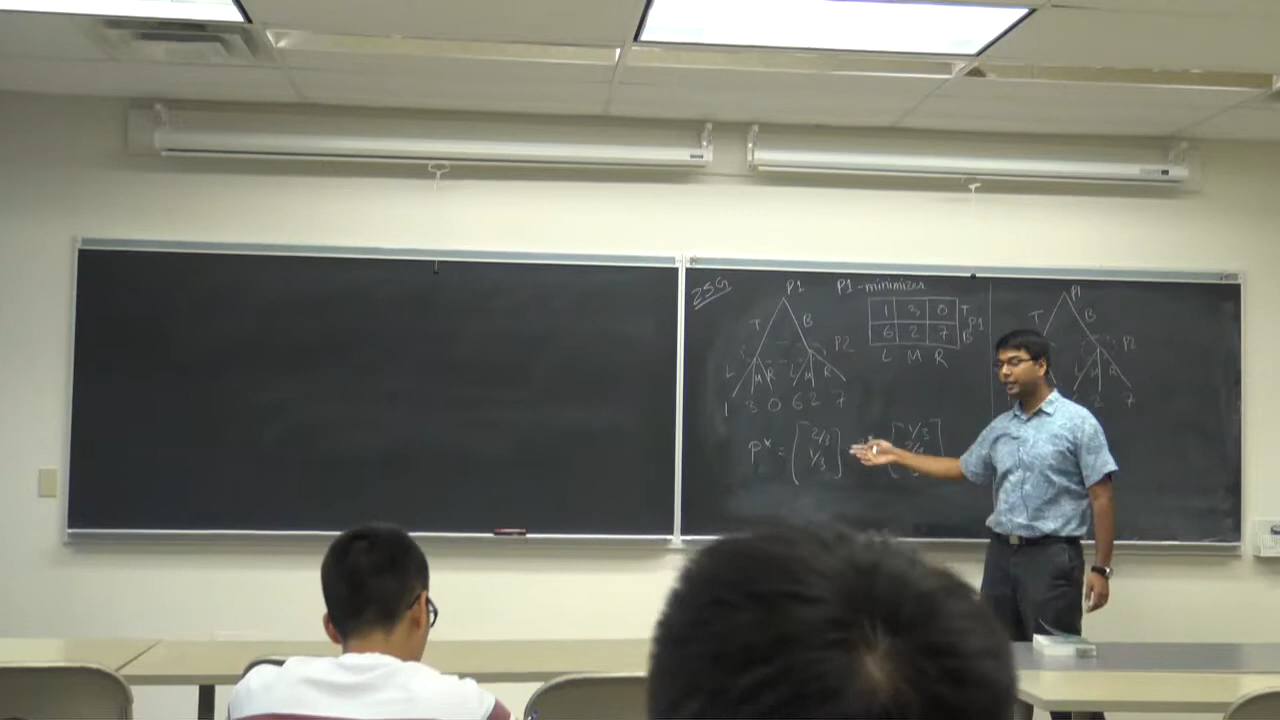 ZSG
P1
P1 - minimizes
T B
P2
L M R L M R
1 3 0 6 2 7
1 3 0 T
6 2 7 B
P1
L M R
P* = [2/3
1/3]
[1/3
P1
T B
P2
L M R
2 7